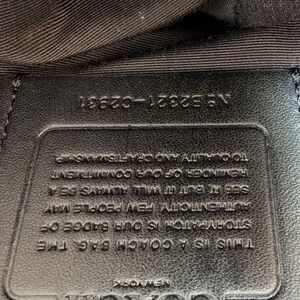 NEW YORK
THIS IS A COACH BAG. THE
IS OUR BADGE OF
AUTHENTICITY. FEW PEOPLE MAY
SEE IT BUT IT WILL ALWAYS BE A
REMINDER OF OUR COMMITMENT
TO QUALITY AND CRAFTSMANSHIP.